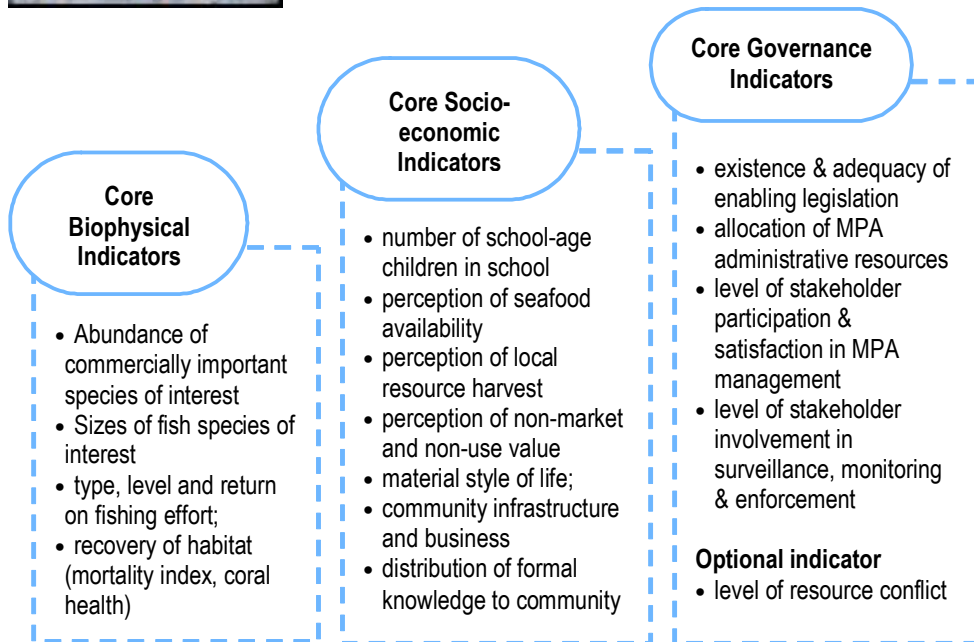 Core
Biophysical
Indicators
• Abundance of
commercially important
species of interest
• Sizes of fish species of
interest
• type, level and return
on fishing effort;
• recovery of habitat
(mortality index, coral
health)
Core Socio-
economic
Indicators
• number of school-age
children in school
• perception of seafood
availability
• perception of local
resource harvest
• perception of non-market
and non-use value
• material style of life;
• community infrastructure
and business
• distribution of formal
knowledge to community
Core Governance
Indicators
• existence & adequacy of
enabling legislation
• allocation of MPA
administrative resources
• level of stakeholder
participation &
satisfaction in MPA
management
• level of stakeholder
involvement in
surveillance, monitoring
& enforcement
Optional indicator
• level of resource conflict